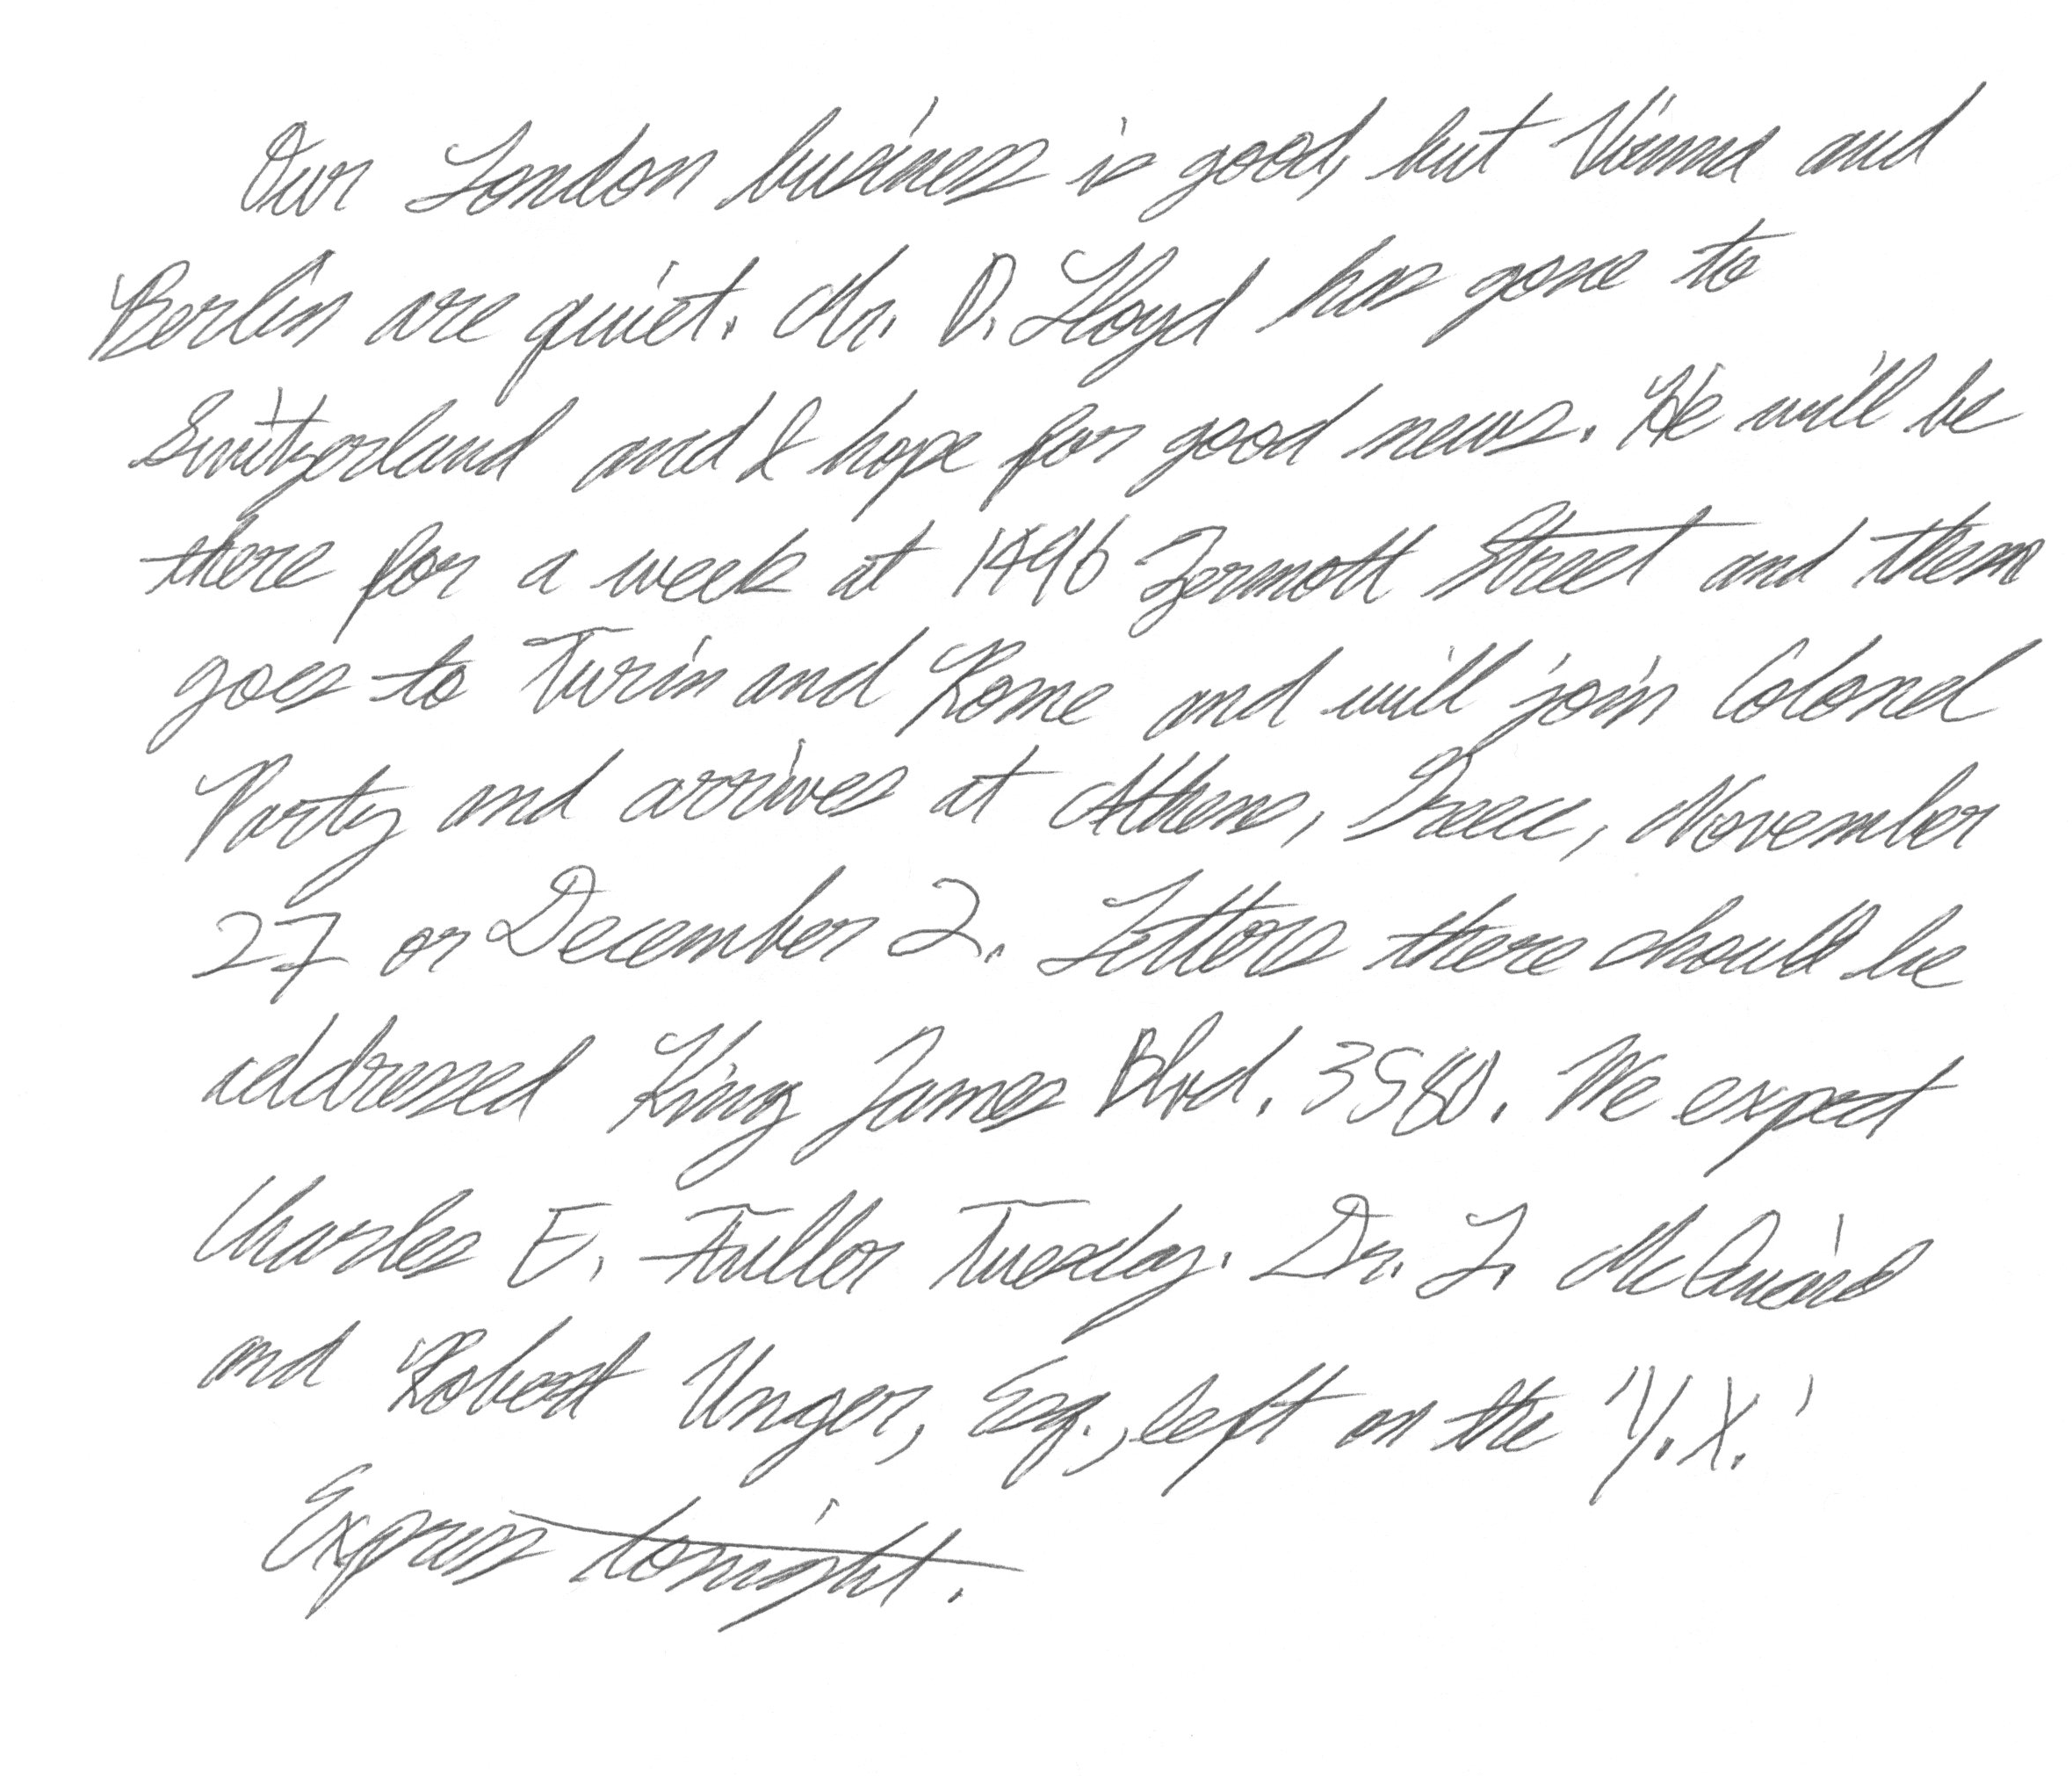 Our London business is good, but Vienna and
Berlin are quiet. Mr. D. Lloyd has gone to
Switzerland and I hope for good news. He will be
there for a week at 1496 Zermott Street and then
goes to Turin and Rome and will join Colonel
Party and arrives at Athens, Greece, November
27 or December 2. Letters there should be
addressed King James Blvd. 3580. We expect
Charles E. Fuller Tuesday. Dr. L. McQuaid
and Robert Unger, Esq., left on the 'Y.X.'
Express tonight.